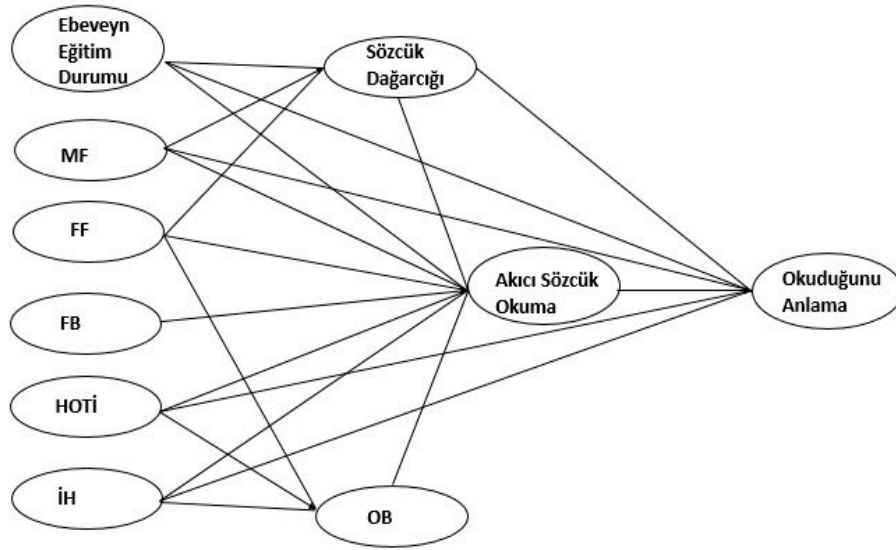 Ebeveyn
Eğitim
Durumu
Sözcük
Dağarcığı
MF
FF
Akıcı Sözcük
Okuma
Okuduğunu
Anlama
FB
HOTİ
İH
OB